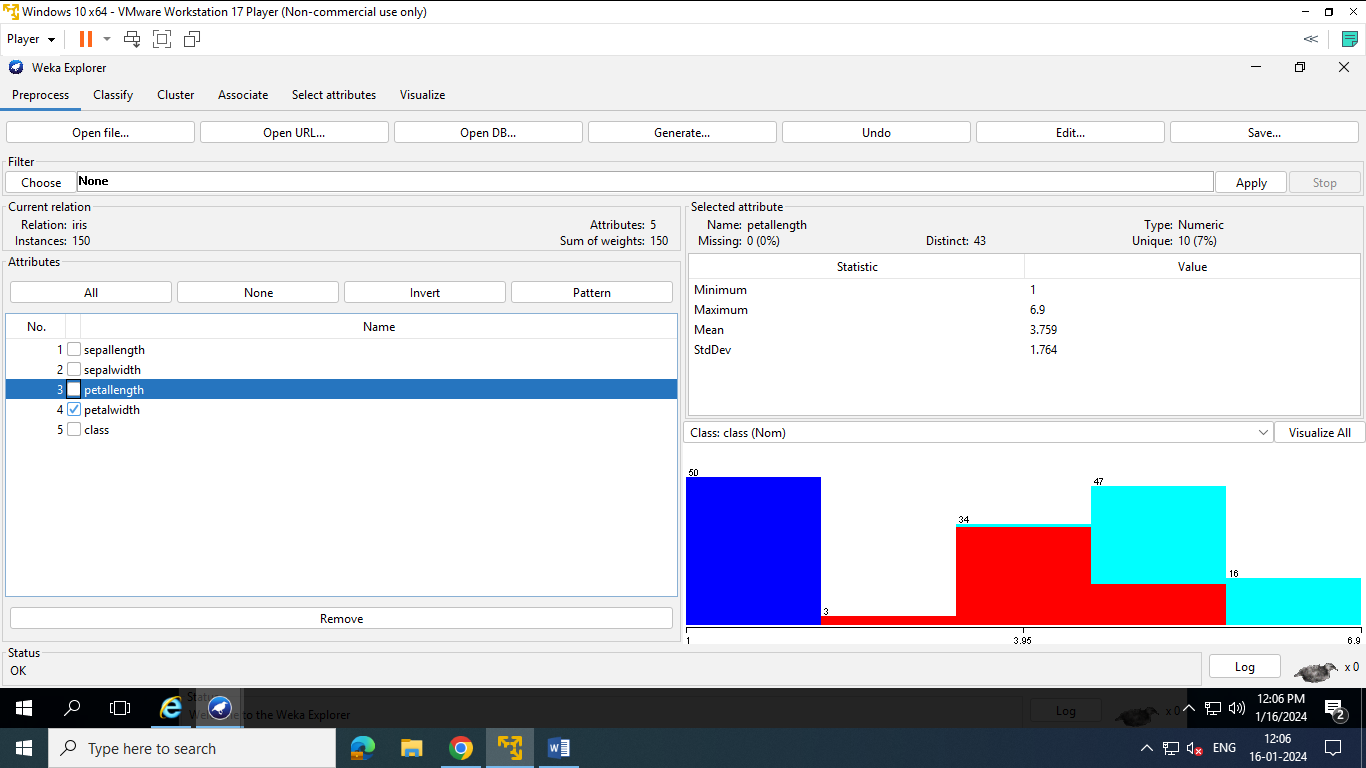 Windows 10 x64 - VMware Workstation 17 Player (Non-commercial use only)
Player
Weka Explorer
Preprocess Classify Cluster Associate Select attributes Visualize
Open file... Open URL... Open DB... Generate... Undo Edit... Save...
Filter
Choose None Apply Stop
Current relation
Relation: iris Attributes: 5
Instances: 150 Sum of weights: 150
Selected attribute
Name: petallength Type: Numeric
Missing: 0 (0%) Distinct: 43 Unique: 10 (7%)
Attributes
All None Invert Pattern
No. Name
1 sepallength
2 sepalwidth
3 petallength
4 petalwidth
5 class
Remove
Statistic Value
Minimum 1
Maximum 6.9
Mean 3.759
StdDev 1.764
Class: class (Nom) Visualize All
50
3
34
47
16
1 3.95 6.9
Status
OK
Log x 0
Status
Welcome to the Weka Explorer Log x 0
12:06 PM
1/16/2024
2
Type here to search
W
ENG
12:06
16-01-2024